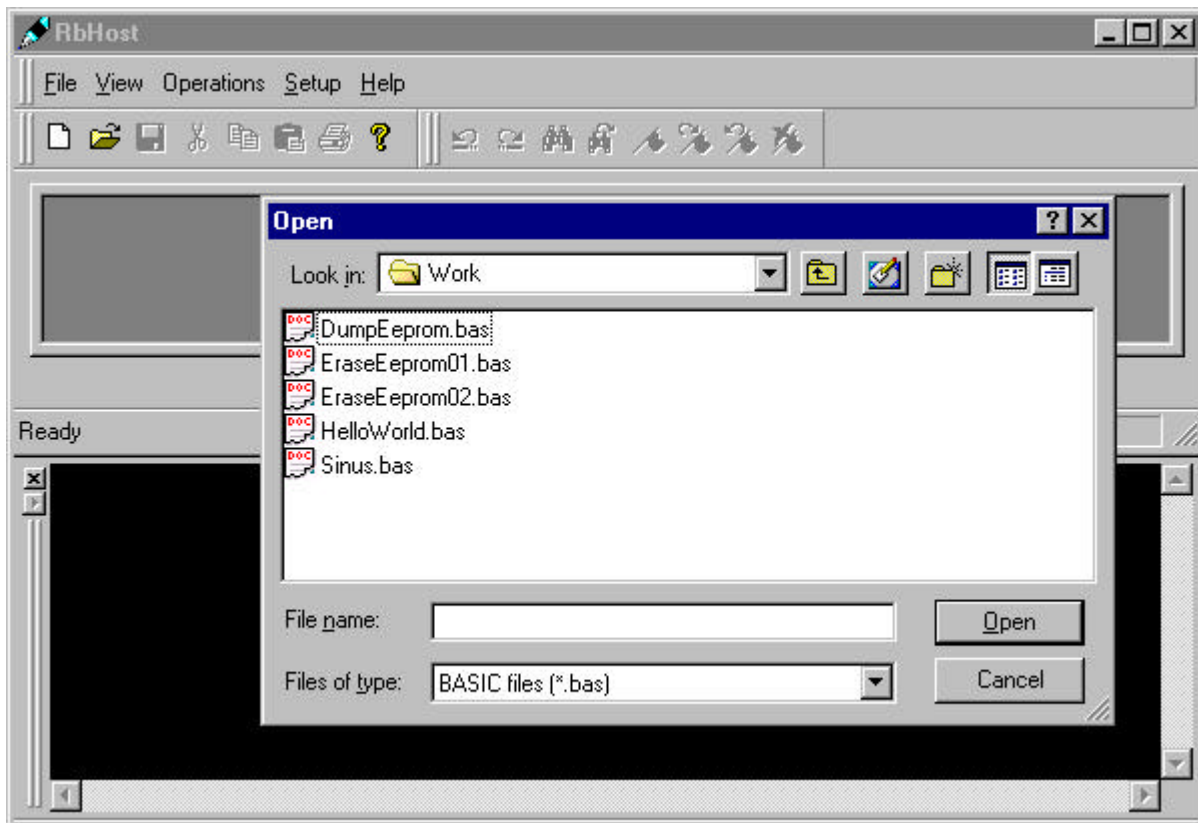 RbHost
File View Operations Setup Help
Open
Look in: Work
DumpEeprom.bas
EraseEeprom01.bas
EraseEeprom02.bas
HelloWorld.bas
Sinus.bas
Ready
File name:
Open
Files of type: BASIC files (*.bas)
Cancel